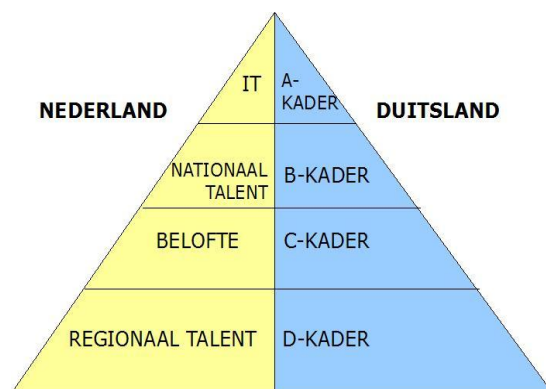 IT
A-
KADER
NEDERLAND
DUITSLAND
NATIONAAL
TALENT
B-KADER
BELOFTE
C-KADER
REGIONAAL TALENT
D-KADER